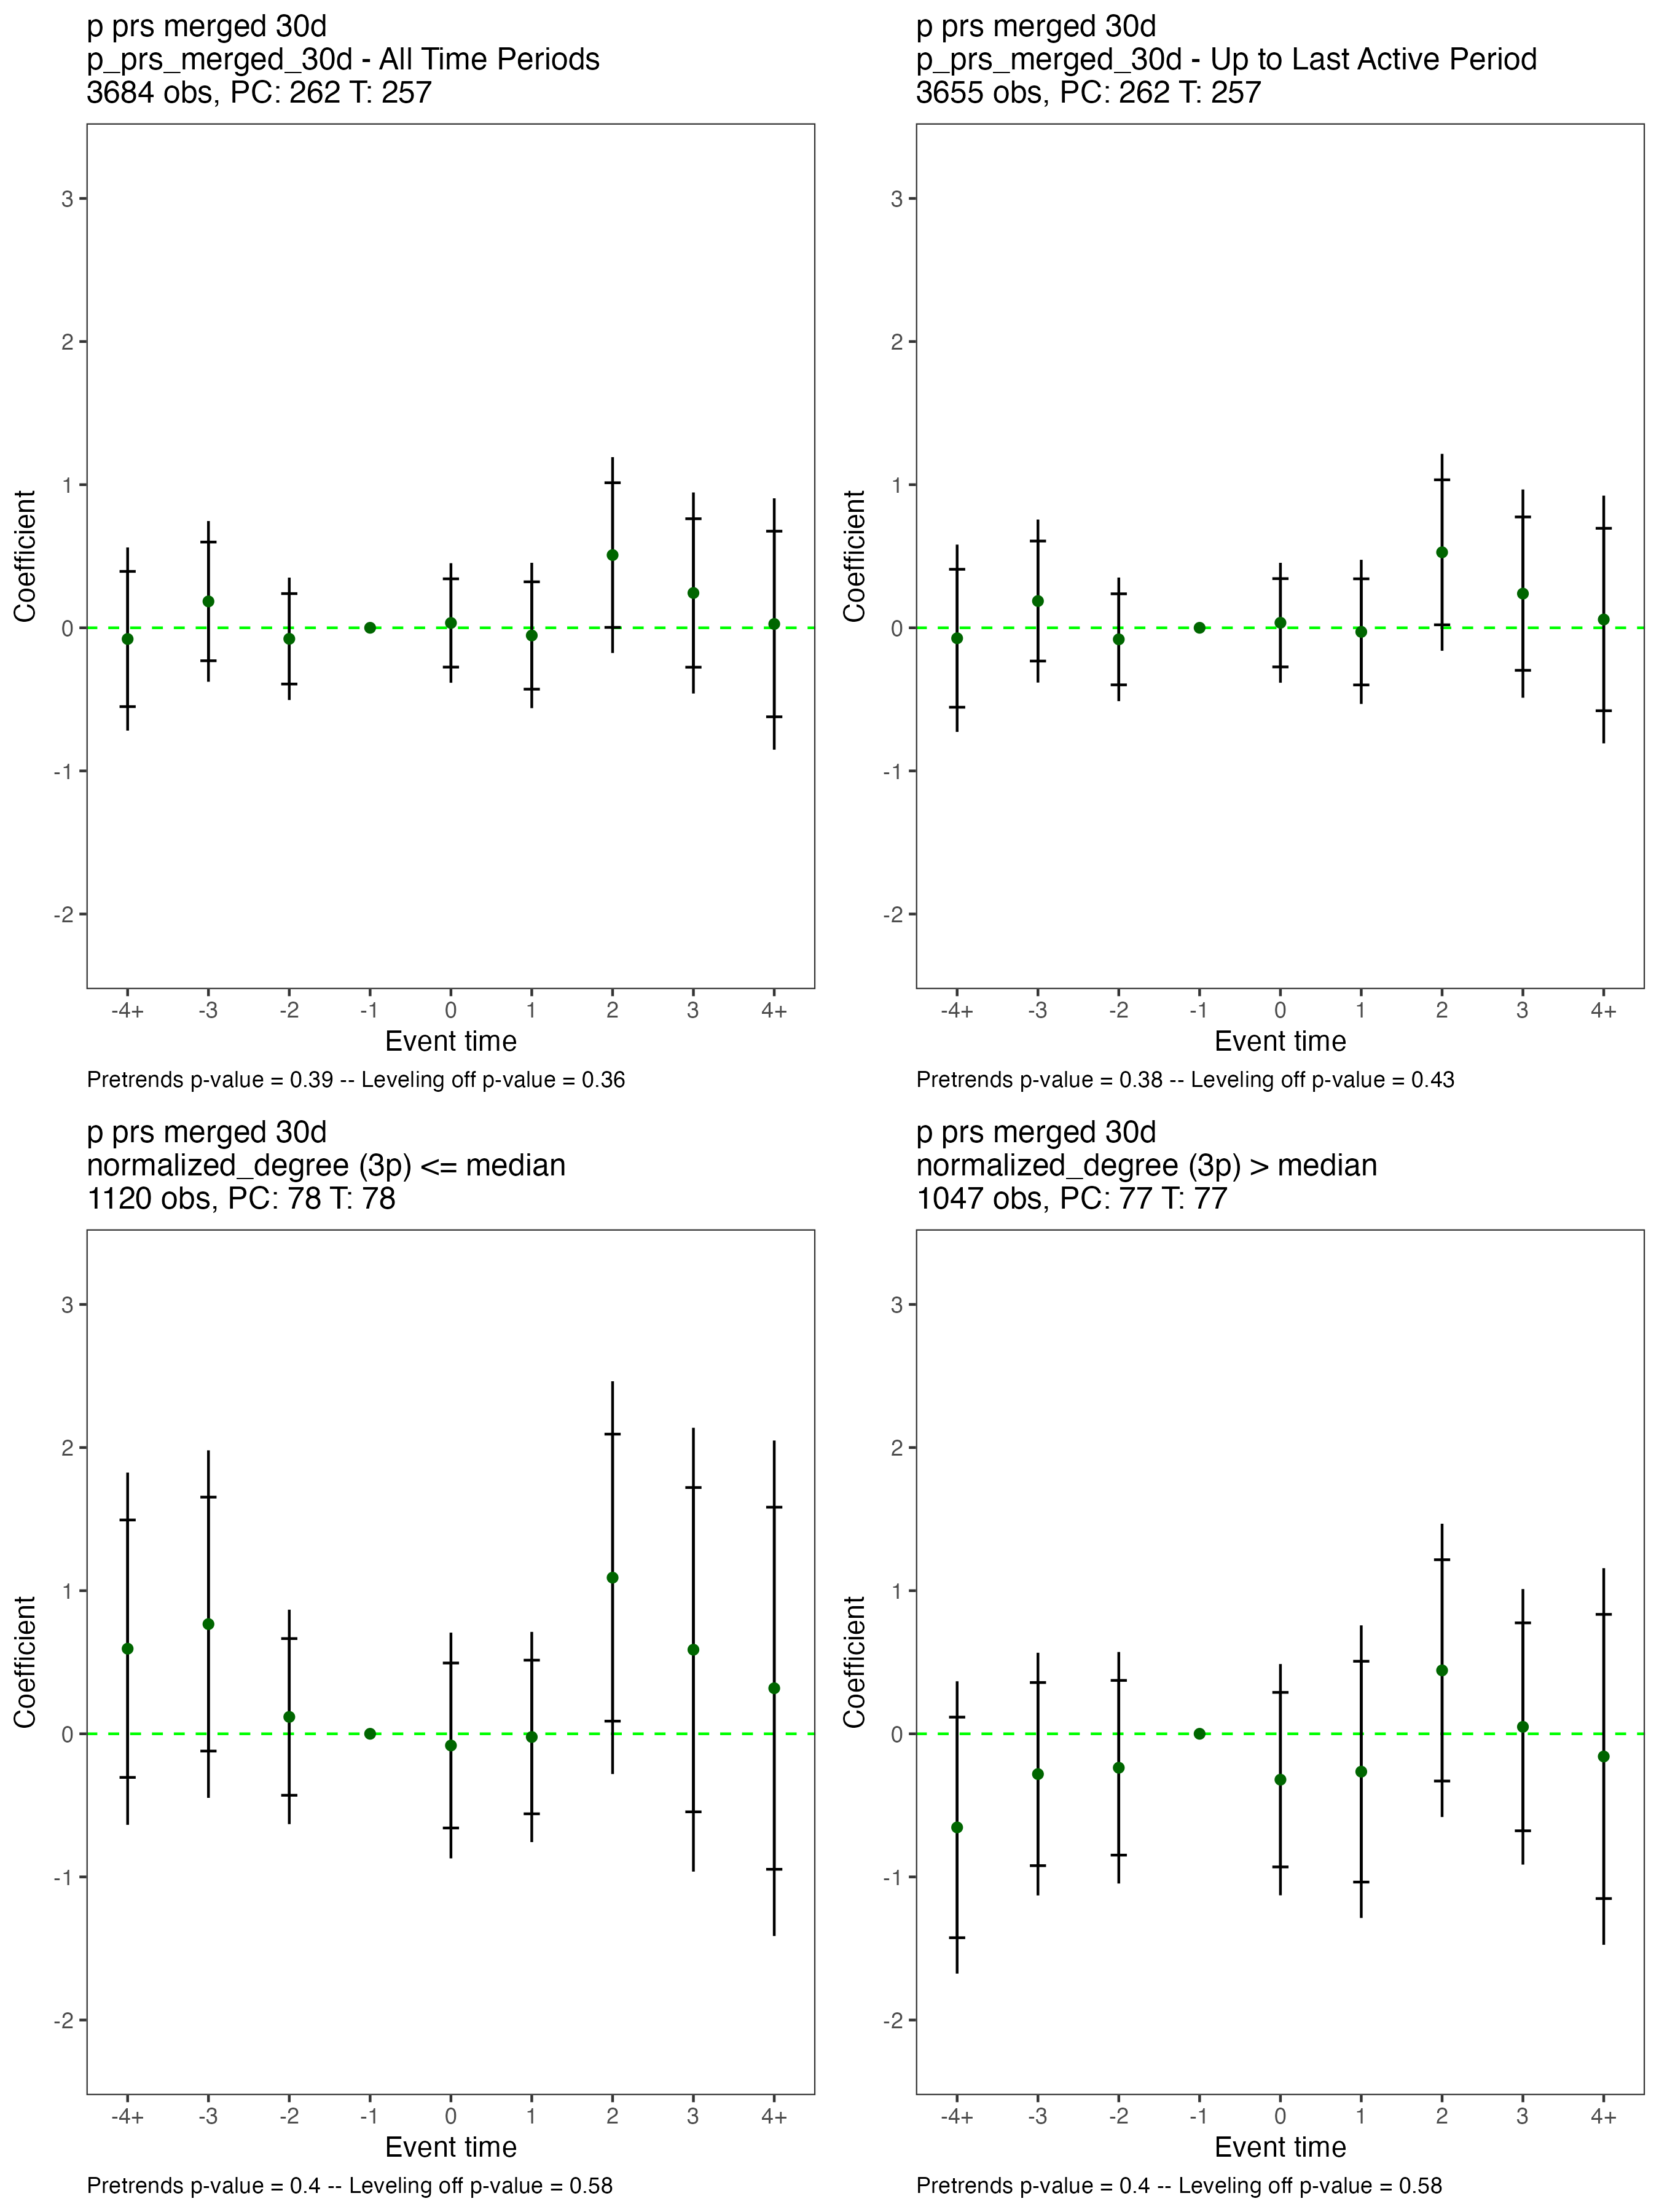 p prs merged 30d
p_prs_merged_30d - All Time Periods
3684 obs, PC: 262 T: 257
3
2
1
0
-1
-2
Coefficient
-4+ -3 -2 -1 0 1 2 3 4+
Event time
Pretrends p-value = 0.39 -- Leveling off p-value = 0.36
p prs merged 30d
p_prs_merged_30d - Up to Last Active Period
3655 obs, PC: 262 T: 257
3
2
1
0
-1
-2
Coefficient
-4+ -3 -2 -1 0 1 2 3 4+
Event time
Pretrends p-value = 0.38 -- Leveling off p-value = 0.43
p prs merged 30d
normalized_degree (3p) <= median
1120 obs, PC: 78 T: 78
3
2
1
0
-1
-2
Coefficient
-4+ -3 -2 -1 0 1 2 3 4+
Event time
Pretrends p-value = 0.4 -- Leveling off p-value = 0.58
p prs merged 30d
normalized_degree (3p) > median
1047 obs, PC: 77 T: 77
3
2
1
0
-1
-2
Coefficient
-4+ -3 -2 -1 0 1 2 3 4+
Event time
Pretrends p-value = 0.4 -- Leveling off p-value = 0.58